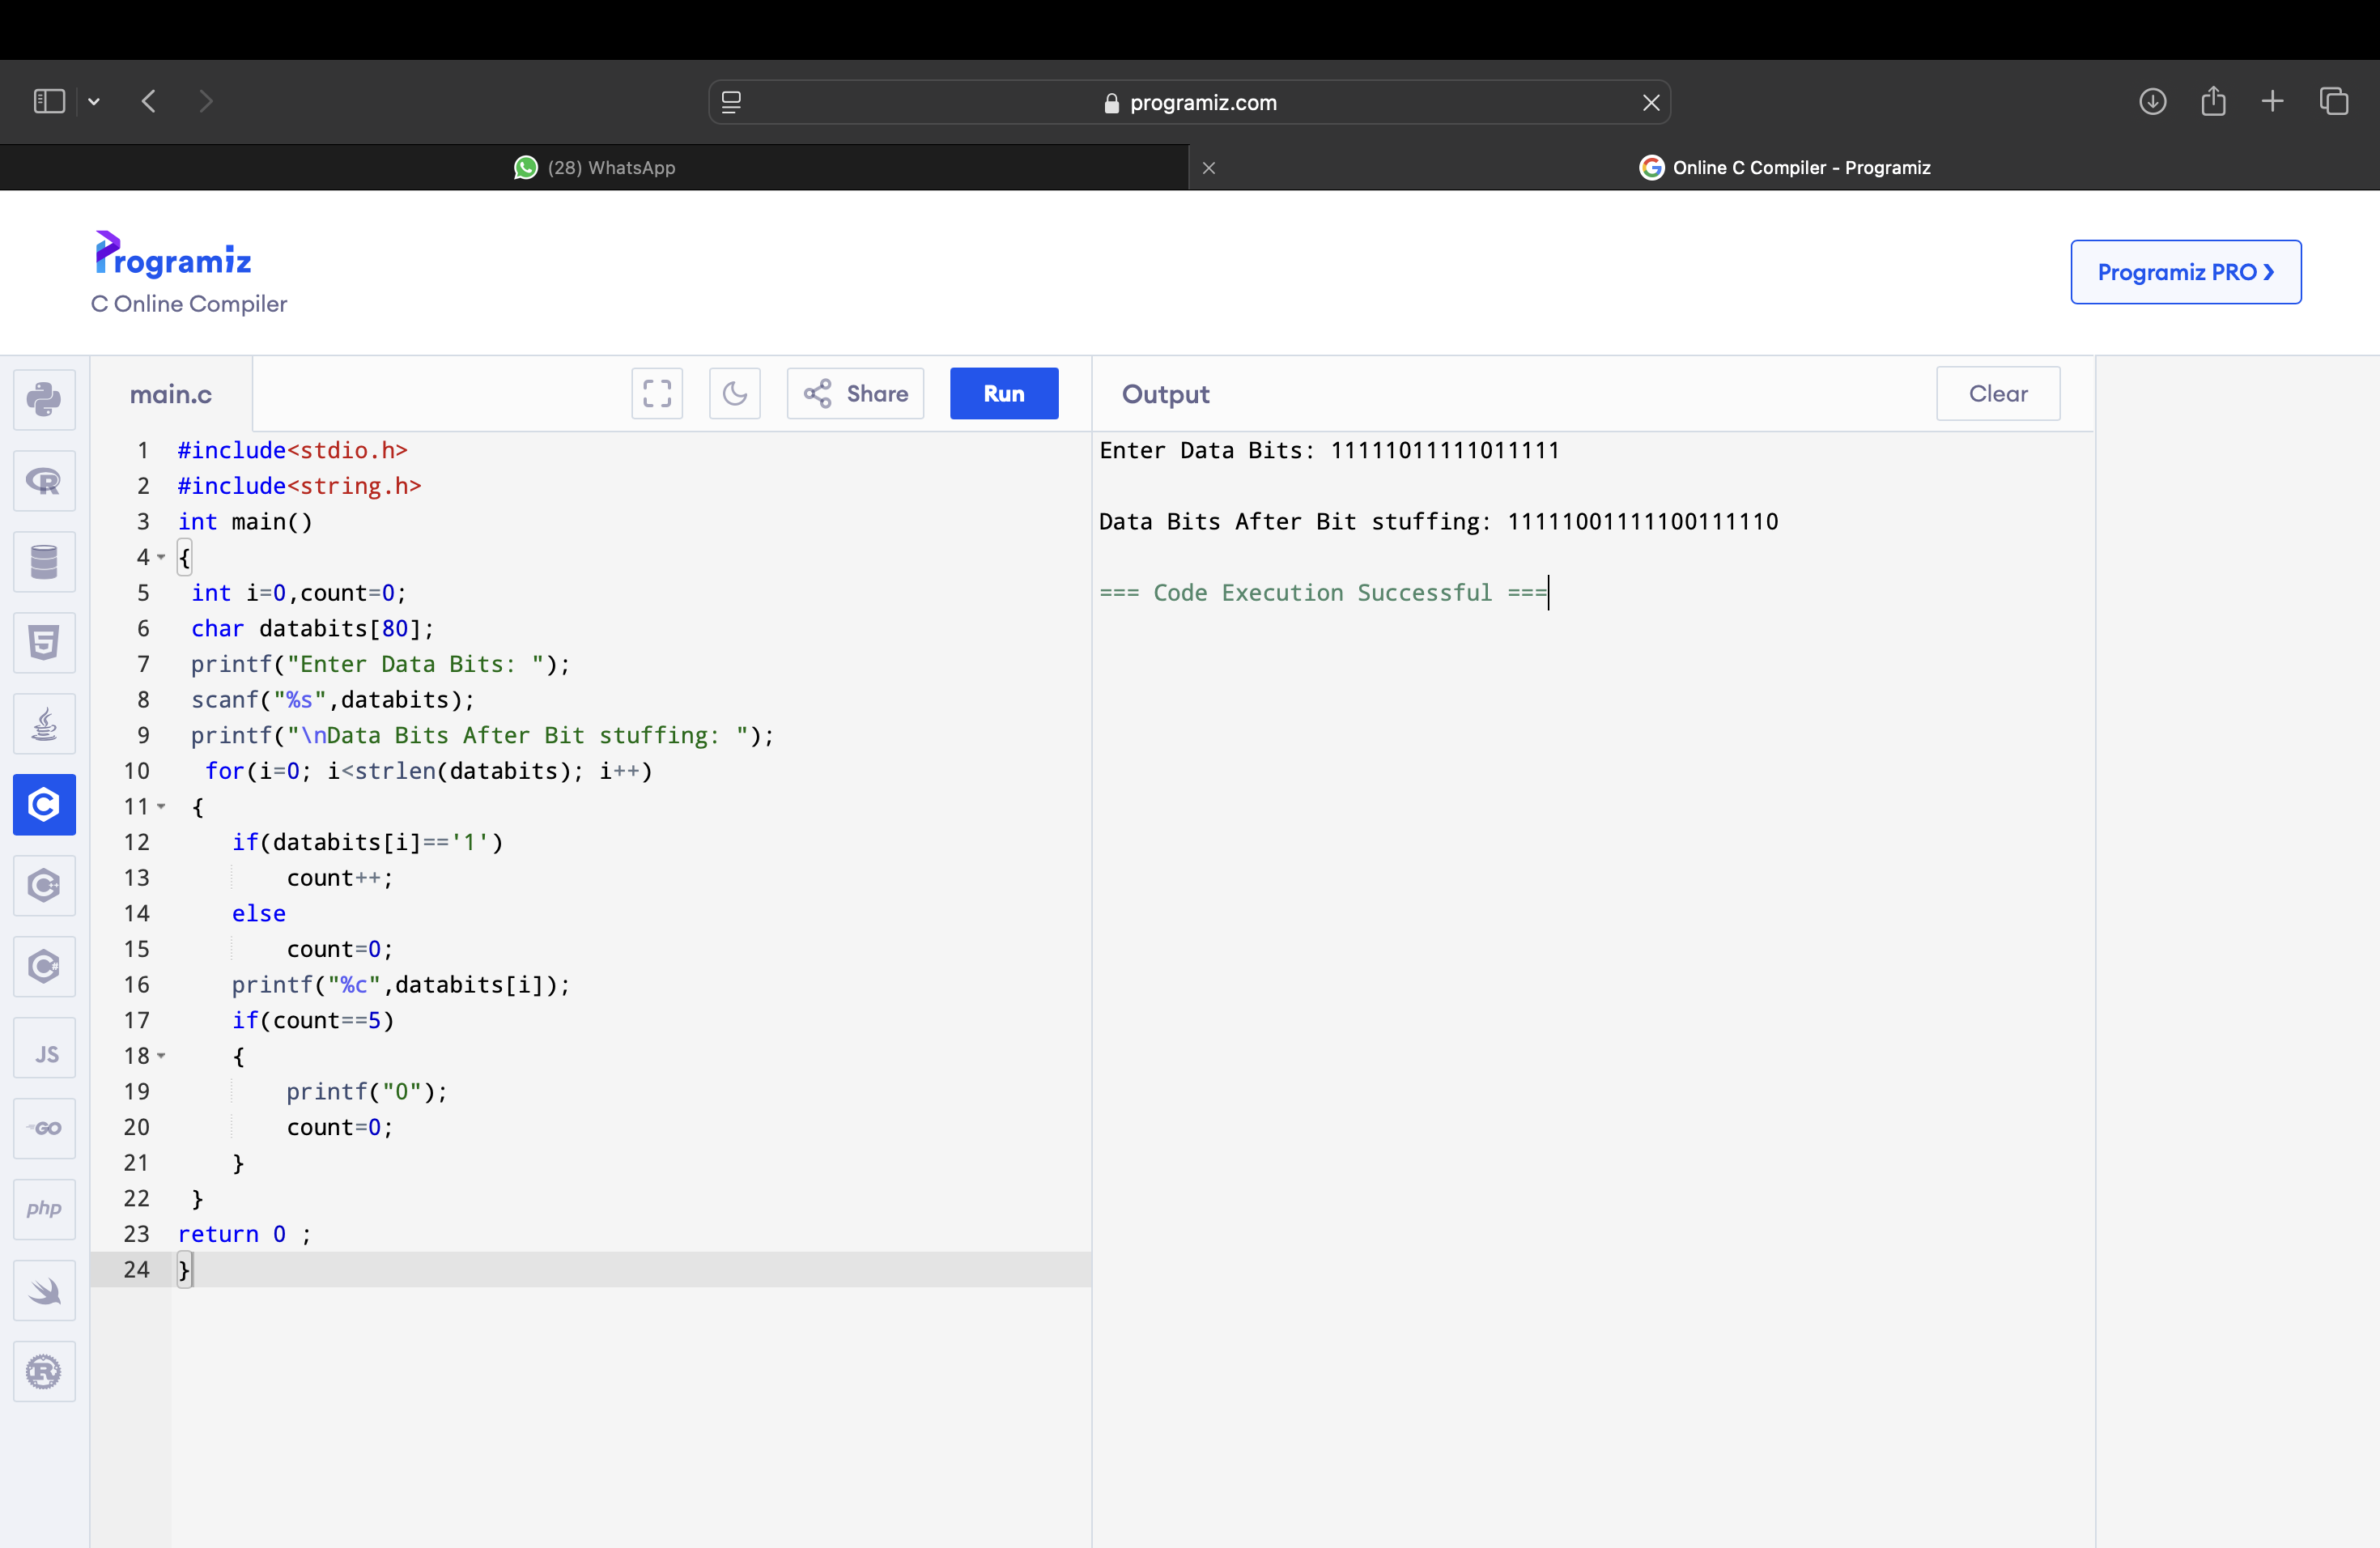 programiz.com
(28) WhatsApp
Online C Compiler - Programiz
Programiz
C Online Compiler
Programiz PRO ❯
main.c
Share
Run
Output
Clear
1 #include<stdio.h>
2 #include<string.h>
3 int main()
4 {
5 int i=0,count=0;
6 char databits[80];
7 printf("Enter Data Bits: ");
8 scanf("%s",databits);
9 printf("\nData Bits After Bit stuffing: ");
10 for(i=0; i<strlen(databits); i++)
11 {
12 if(databits[i]=='1')
13 count++;
14 else
15 count=0;
16 printf("%c",databits[i]);
17 if(count==5)
18 {
19 printf("0");
20 count=0;
21 }
22 }
23 return 0 ;
24 }
Enter Data Bits: 11111011111011111
Data Bits After Bit stuffing: 11111001111100111110
=== Code Execution Successful ===
R
5
C
C
C#
JS
GO
php
R